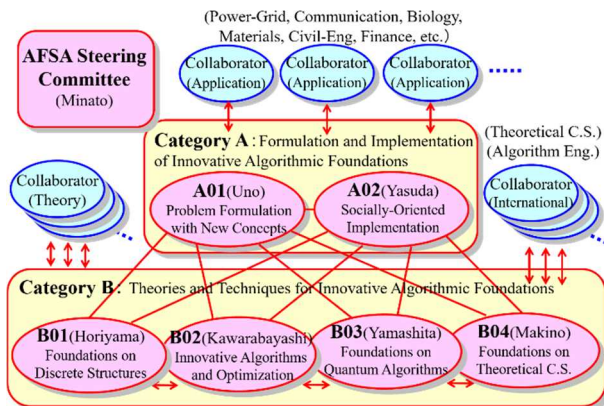 (Power-Grid, Communication, Biology,
Materials, Civil-Eng, Finance, etc.)
AFSA Steering
Committee
(Minato)
Collaborator
(Application)
Collaborator
(Application)
Collaborator
(Application)
Category A : Formulation and Implementation
of Innovative Algorithmic Foundations
(Theoretical C.S.)
(Algorithm Eng.)
Collaborator
(Theory)
A01(Uno)
Problem Formulation
with New Concepts
A02(Yasuda)
Socially-Oriented
Implementation
Collaborator
(International)
Category B : Theories and Techniques for Innovative Algorithmic Foundations
B01(Horiyama)
Foundations on
Discrete Structures
B02(Kawarabayashi)
Innovative Algorithms
and Optimization
B03(Yamashita)
Foundations on
Quantum Algorithms
B04(Makino)
Foundations on
Theoretical C.S.